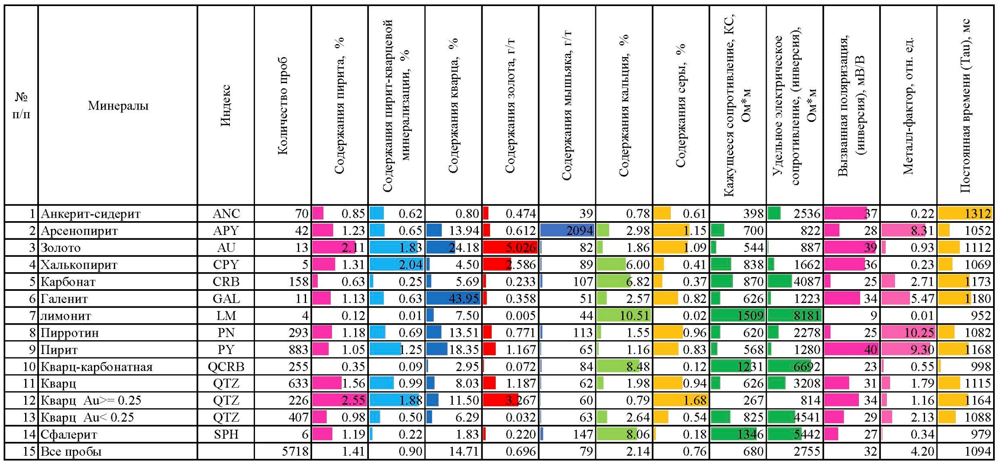 № п/п Минералы Индекс Количество проб Содержания пирита, % Содержания пирит-кварцевой минерализации, % Содержания кварца, % Содержания золота, г/т Содержания мышьяка, г/т Содержания кальция, % Содержания серы, % Кажущееся сопротивление, КС, Ом*м Удельное электрическое сопротивление, (инверсия), Ом*м Вызванная поляризация, (инверсия), мВ/В Металл-фактор, отн. ед. Постоянная времени (Tau), мс
1 Анкерит-сидерит ANC 70 0.85 0.62 0.80 0.474 39 0.78 0.61 398 2536 37 0.22 1312
2 Арсенопирит APY 42 1.23 0.65 13.94 0.612 2094 2.98 1.15 700 822 28 8.31 1052
3 Золото AU 13 2.11 1.83 24.18 5.026 82 1.86 1.09 544 887 39 0.93 1112
4 Халькопирит CPY 5 1.31 2.04 4.50 2.586 89 6.00 0.41 838 1662 36 0.23 1069
5 Карбонат CRB 158 0.63 0.25 5.69 0.233 107 6.82 0.37 870 4087 25 2.71 1173
6 Галенит GAL 11 1.13 0.63 43.95 0.358 51 2.57 0.82 626 1223 34 5.47 1180
7 лимонит LM 4 0.12 0.01 7.50 0.005 44 10.51 0.02 1509 8181 9 0.01 952
8 Пирротин PN 293 1.18 0.69 13.51 0.771 113 1.55 0.96 620 2278 25 10.25 1082
9 Пирит PY 883 1.05 1.25 18.35 1.167 65 1.16 0.83 568 1280 40 9.30 1168
10 Кварц-карбонатная QCRB 255 0.35 0.09 2.95 0.072 84 8.48 0.12 1231 6692 23 0.55 998
11 Кварц QTZ 633 1.56 0.99 8.03 1.187 62 1.98 0.94 626 3208 31 1.79 1115
12 Кварц Au>= 0.25 QTZ 226 2.55 1.88 11.50 3.267 60 0.79 1.68 267 814 34 1.16 1164
13 Кварц Au< 0.25 QTZ 407 0.98 0.50 6.29 0.032 63 2.64 0.54 825 4541 29 2.13 1088
14 Сфалерит SPH 6 1.19 0.22 1.83 0.220 147 8.06 0.18 1346 5442 27 0.34 979
15 Все пробы 5718 1.41 0.90 14.71 0.696 79 2.14 0.76 680 2755 32 4.20 1094